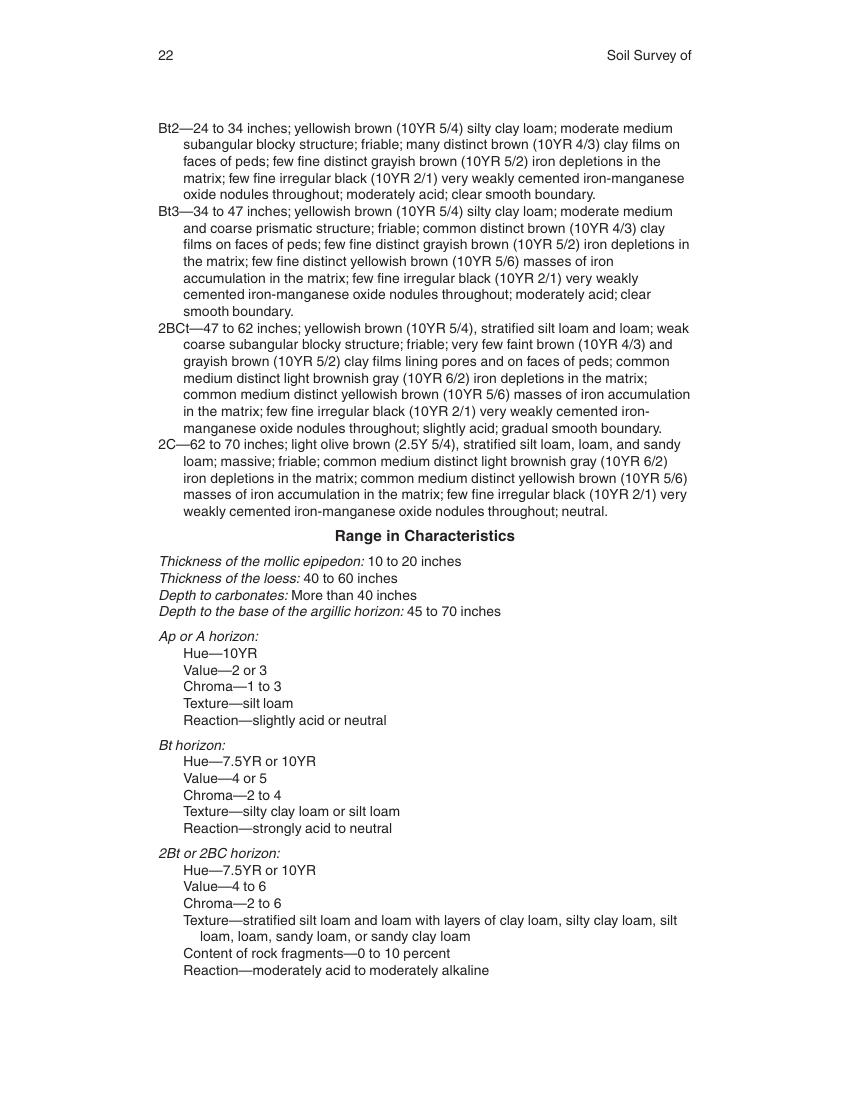 22
Soil Survey of
Bt2—24 to 34 inches; yellowish brown (10YR 5/4) silty clay loam; moderate medium
subangular blocky structure; friable; many distinct brown (10YR 4/3) clay films on
faces of peds; few fine distinct grayish brown (10YR 5/2) iron depletions in the
matrix; few fine irregular black (10YR 2/1) very weakly cemented iron-manganese
oxide nodules throughout; moderately acid; clear smooth boundary.
Bt3—34 to 47 inches; yellowish brown (10YR 5/4) silty clay loam; moderate medium
and coarse prismatic structure; friable; common distinct brown (10YR 4/3) clay
films on faces of peds; few fine distinct grayish brown (10YR 5/2) iron depletions in
the matrix; few fine distinct yellowish brown (10YR 5/6) masses of iron
accumulation in the matrix; few fine irregular black (10YR 2/1) very weakly
cemented iron-manganese oxide nodules throughout; moderately acid; clear
smooth boundary.
2BCt—47 to 62 inches; yellowish brown (10YR 5/4), stratified silt loam and loam; weak
coarse subangular blocky structure; friable; very few faint brown (10YR 4/3) and
grayish brown (10YR 5/2) clay films lining pores and on faces of peds; common
medium distinct light brownish gray (10YR 6/2) iron depletions in the matrix;
common medium distinct yellowish brown (10YR 5/6) masses of iron accumulation
in the matrix; few fine irregular black (10YR 2/1) very weakly cemented iron-
manganese oxide nodules throughout; slightly acid; gradual smooth boundary.
2C—62 to 70 inches; light olive brown (2.5Y 5/4), stratified silt loam, loam, and sandy
loam; massive; friable; common medium distinct light brownish gray (10YR 6/2)
iron depletions in the matrix; common medium distinct yellowish brown (10YR 5/6)
masses of iron accumulation in the matrix; few fine irregular black (10YR 2/1) very
weakly cemented iron-manganese oxide nodules throughout; neutral.
Range in Characteristics
Thickness of the mollic epipedon: 10 to 20 inches
Thickness of the loess: 40 to 60 inches
Depth to carbonates: More than 40 inches
Depth to the base of the argillic horizon: 45 to 70 inches
Ap or A horizon:
Hue—10YR
Value—2 or 3
Chroma—1 to 3
Texture—silt loam
Reaction—slightly acid or neutral
Bt horizon:
Hue—7.5YR or 10YR
Value—4 or 5
Chroma—2 to 4
Texture—silty clay loam or silt loam
Reaction—strongly acid to neutral
2Bt or 2BC horizon:
Hue—7.5YR or 10YR
Value—4 to 6
Chroma—2 to 6
Texture—stratified silt loam and loam with layers of clay loam, silty clay loam, silt
loam, loam, sandy loam, or sandy clay loam
Content of rock fragments—0 to 10 percent
Reaction—moderately acid to moderately alkaline